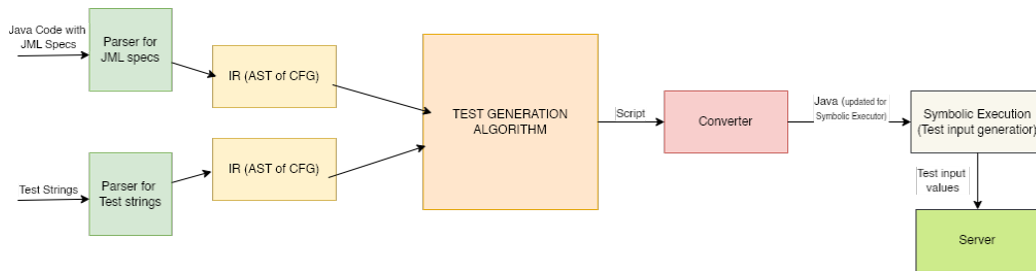 Java Code with
JML Specs
Parser for
JML specs
IR (AST of CFG)
Test Strings
Parser for
Test strings
IR (AST of CFG)
TEST GENERATION
ALGORITHM
Script
Converter
Java (updated for
Symbolic Executor)
Symbolic Execution
(Test input generatior)
Test input
values
Server